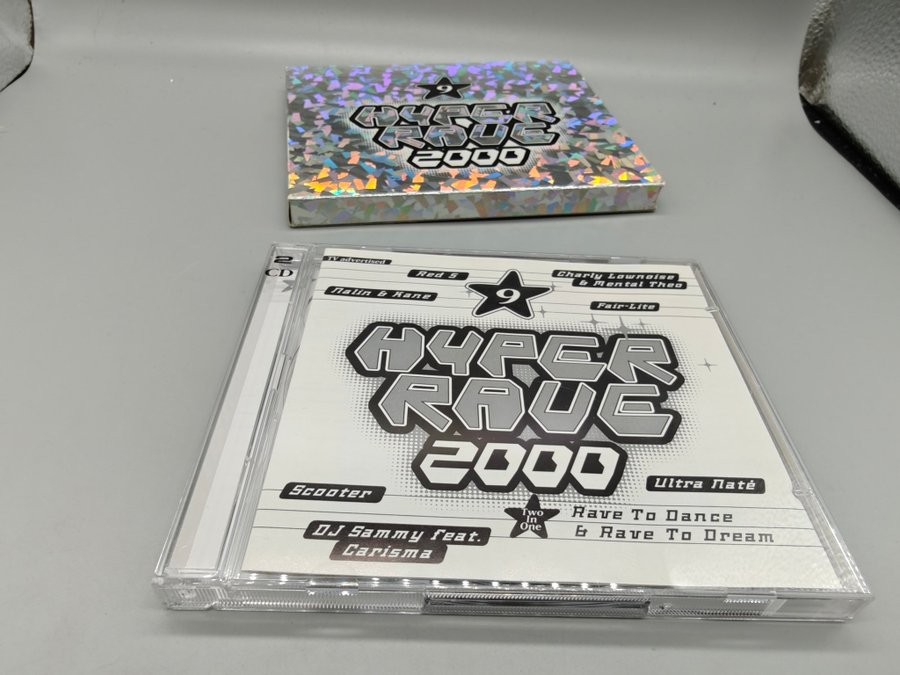 9
HYPER
RAVE
2000
2
CD
TV advertised
Red 5
Charly Lownoise
& Mental Theo
Nalin & Kane
9
Fair-Lite
HYPER
RAVE
2000
Scooter
Ultra Naté
Two
In
One
Rave To Dance
& Rave To Dream
DJ Sammy feat.
Carisma